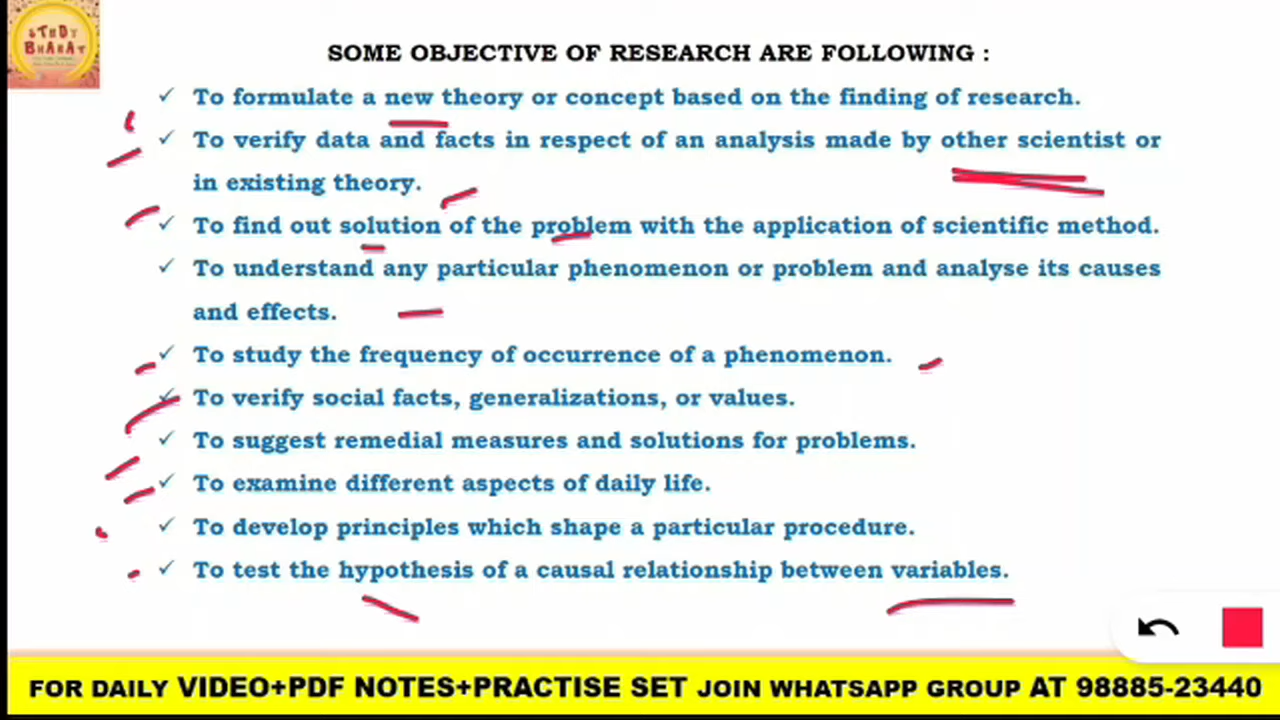 STUDY
BHARAT
SOME OBJECTIVE OF RESEARCH ARE FOLLOWING :
✓ To formulate a new theory or concept based on the finding of research.
✓ To verify data and facts in respect of an analysis made by other scientist or
in existing theory.
✓ To find out solution of the problem with the application of scientific method.
✓ To understand any particular phenomenon or problem and analyse its causes
and effects.
✓ To study the frequency of occurrence of a phenomenon.
✓ To verify social facts, generalizations, or values.
✓ To suggest remedial measures and solutions for problems.
✓ To examine different aspects of daily life.
✓ To develop principles which shape a particular procedure.
✓ To test the hypothesis of a causal relationship between variables.
FOR DAILY VIDEO+PDF NOTES+PRACTISE SET JOIN WHATSAPP GROUP AT 98885-23440